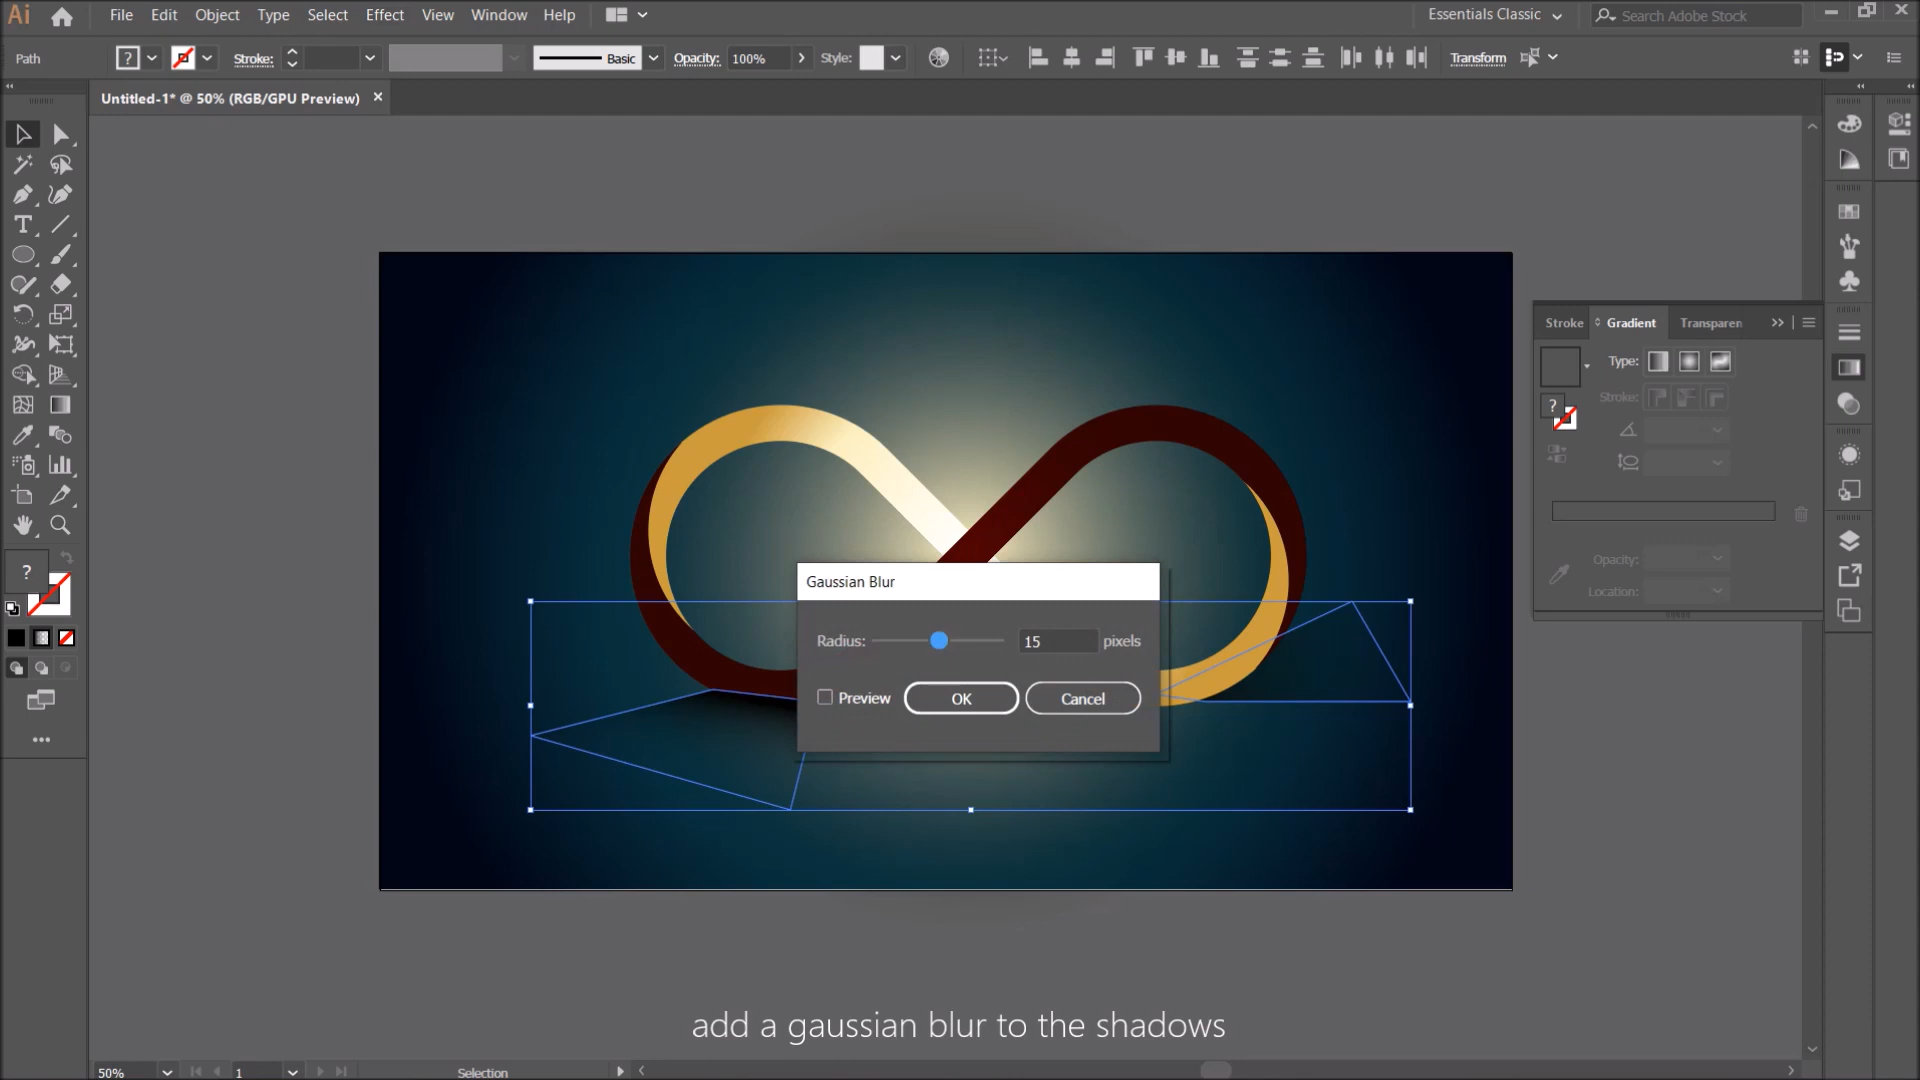 Ai File Edit Object Type Select Effect View Window Help Essentials Classic Search Adobe Stock
Path ? Stroke: Basic Opacity: 100% Style: Transform
Untitled-1* @ 50% (RGB/GPU Preview)
Stroke Gradient Transparen
Type:
Stroke:
?
Opacity:
Location:
?
Gaussian Blur
Radius: 15 pixels
Preview OK Cancel
add a gaussian blur to the shadows
50% 1 Selection